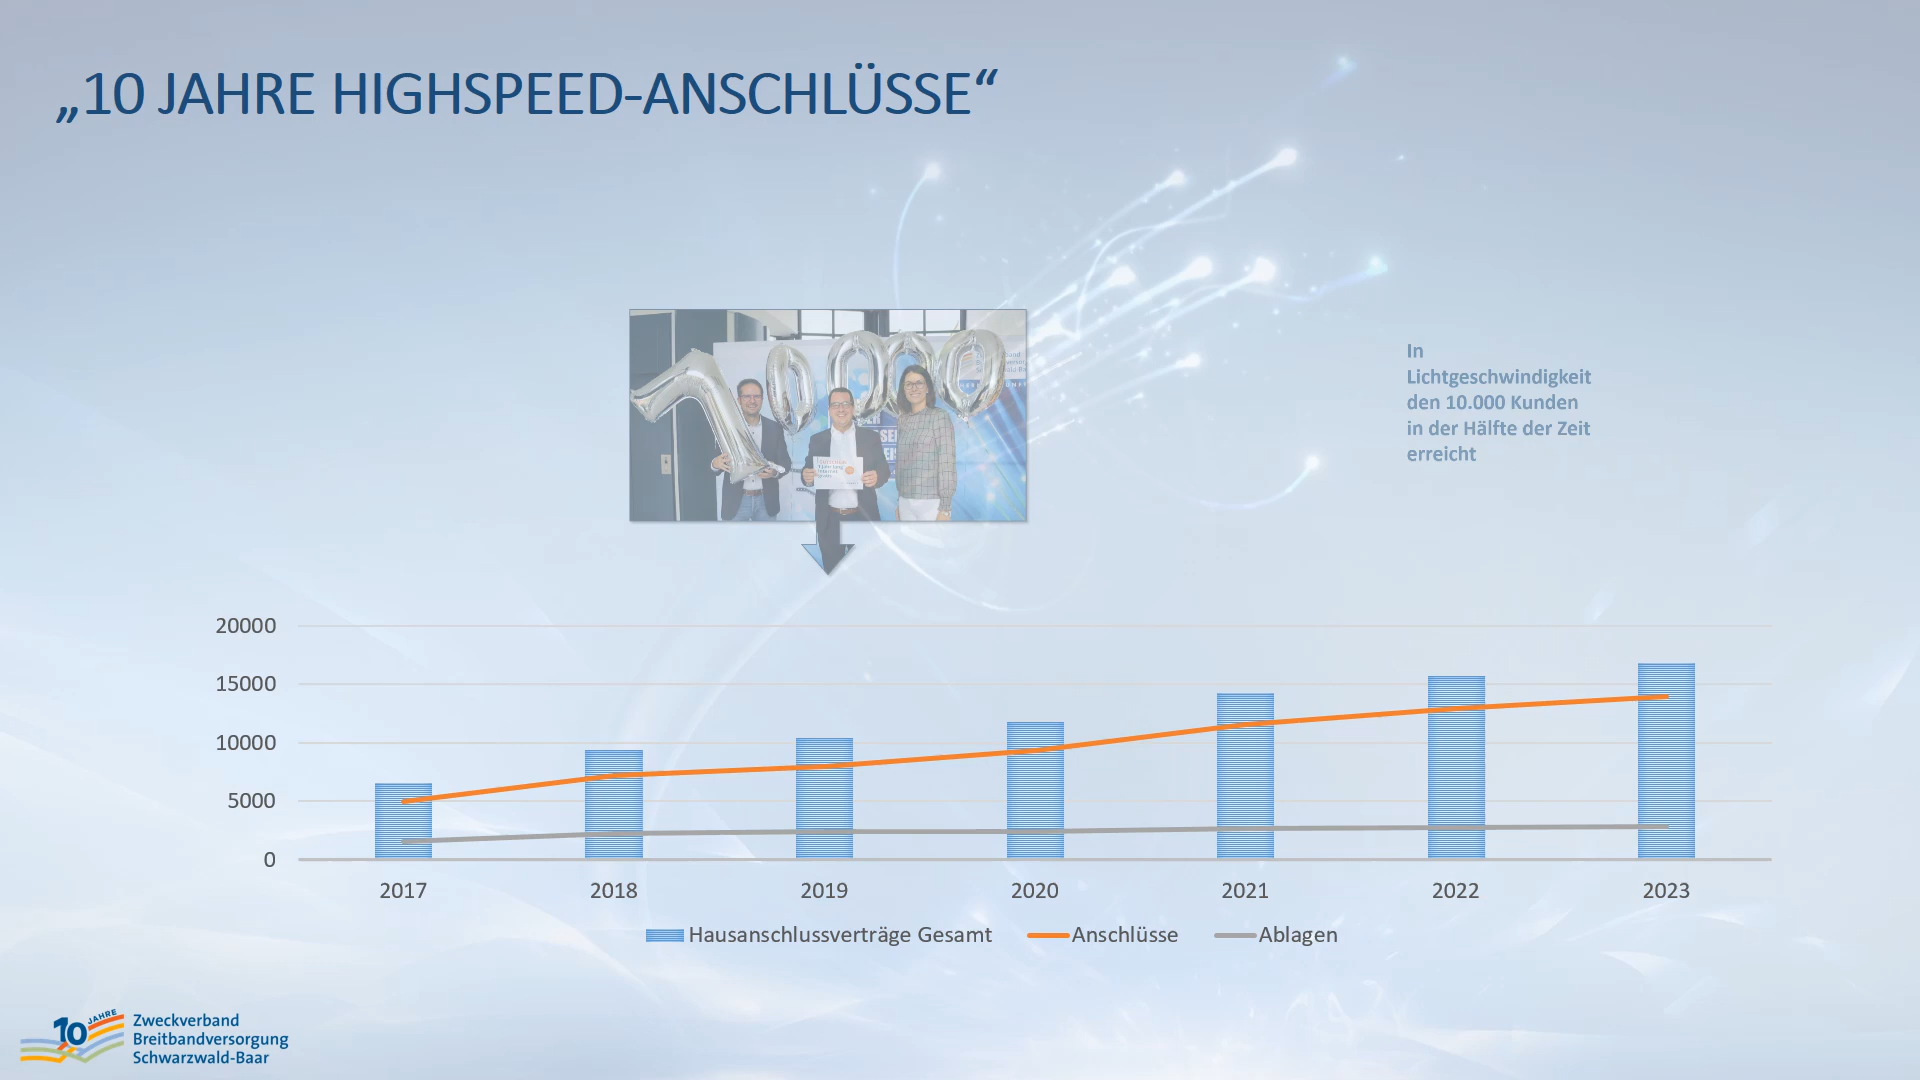 „10 JAHRE HIGHSPEED-ANSCHLÜSSE“
In
Lichtgeschwindigkeit
den 10.000 Kunden
in der Hälfte der Zeit
erreicht
10000
20000
15000
10000
5000
0
2017 2018 2019 2020 2021 2022 2023
Hausanschlussverträge Gesamt Anschlüsse Ablagen
10 JAHRE
Zweckverband
Breitbandversorgung
Schwarzwald-Baar